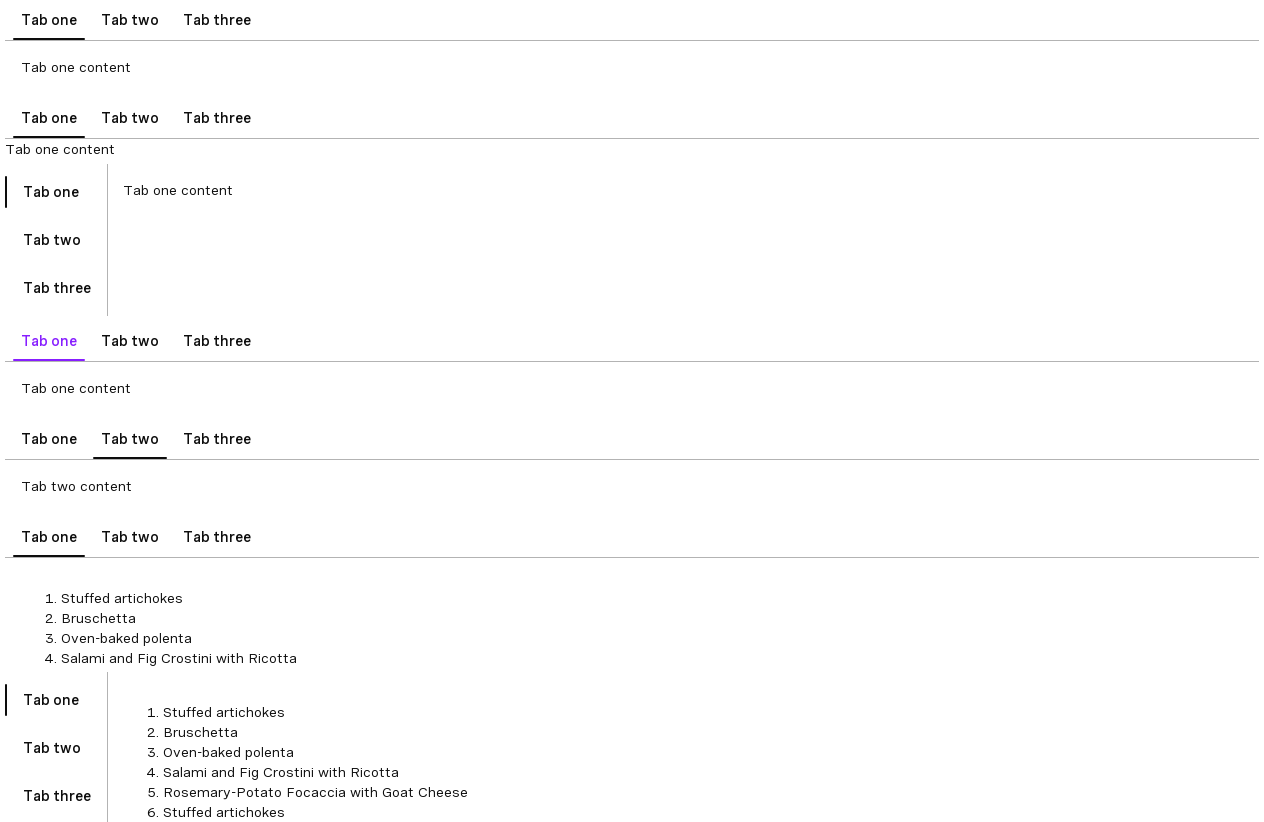 Tab one Tab two Tab three
Tab one content
Tab one Tab two Tab three
Tab one content
Tab one
Tab one content
Tab two
Tab three
Tab one Tab two Tab three
Tab one content
Tab one Tab two Tab three
Tab two content
Tab one Tab two Tab three
1. Stuffed artichokes
2. Bruschetta
3. Oven-baked polenta
4. Salami and Fig Crostini with Ricotta
Tab one
Tab two
Tab three
1. Stuffed artichokes
2. Bruschetta
3. Oven-baked polenta
4. Salami and Fig Crostini with Ricotta
5. Rosemary-Potato Focaccia with Goat Cheese
6. Stuffed artichokes